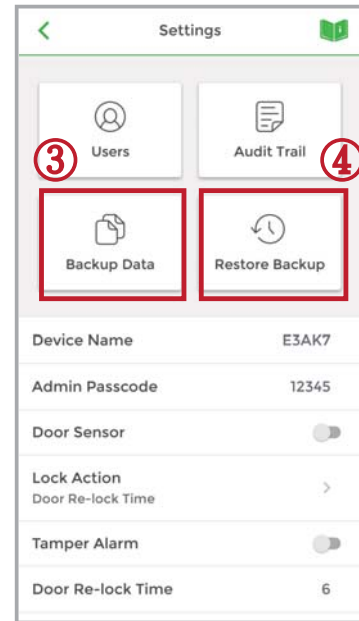 Settings
③
Users
Audit Trail
④
Backup Data
Restore Backup
Device Name
E3AK7
Admin Passcode
12345
Door Sensor
Lock Action
Door Re-lock Time
Tamper Alarm
Door Re-lock Time
6